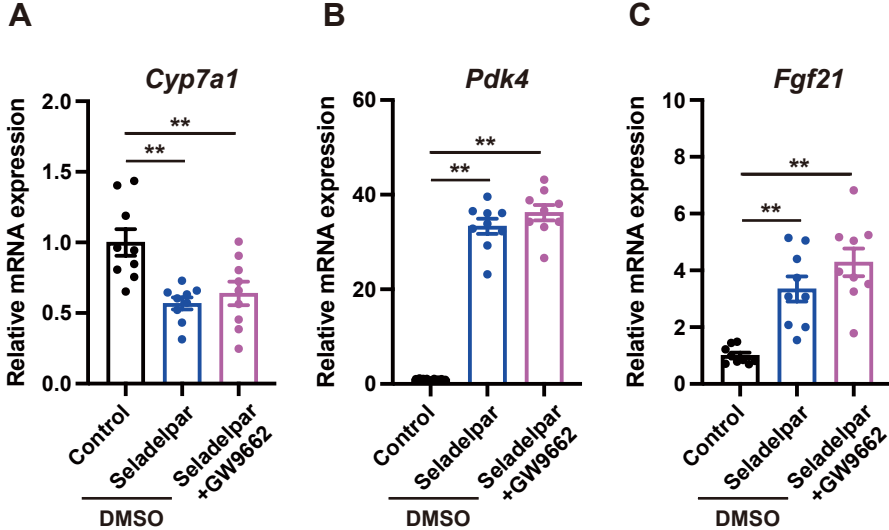 A
Cyp7a1
Relative mRNA expression
2.0
1.5
1.0
0.5
0.0
**
**
Control
Seladelpar
Seladelpar
+GW9662
DMSO
B
Pdk4
Relative mRNA expression
60
40
20
0
**
**
Control
Seladelpar
Seladelpar
+GW9662
DMSO
C
Fgf21
Relative mRNA expression
10
8
6
4
2
0
**
**
Control
Seladelpar
Seladelpar
+GW9662
DMSO